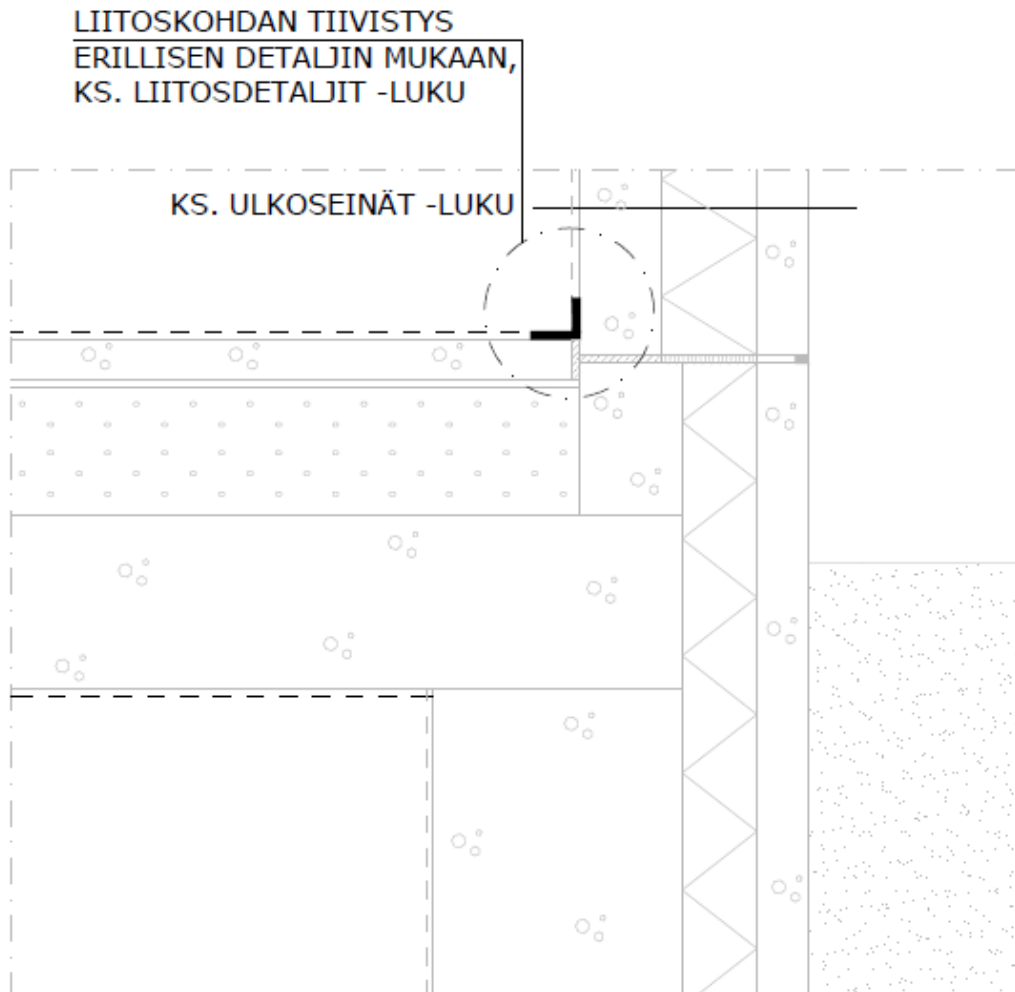 LIITOSKOHDAN TIIVISTYS
ERILLISEN DETALJIN MUKAAN,
KS. LIITOSDETALJIT -LUKU
KS. ULKOSEINÄT -LUKU